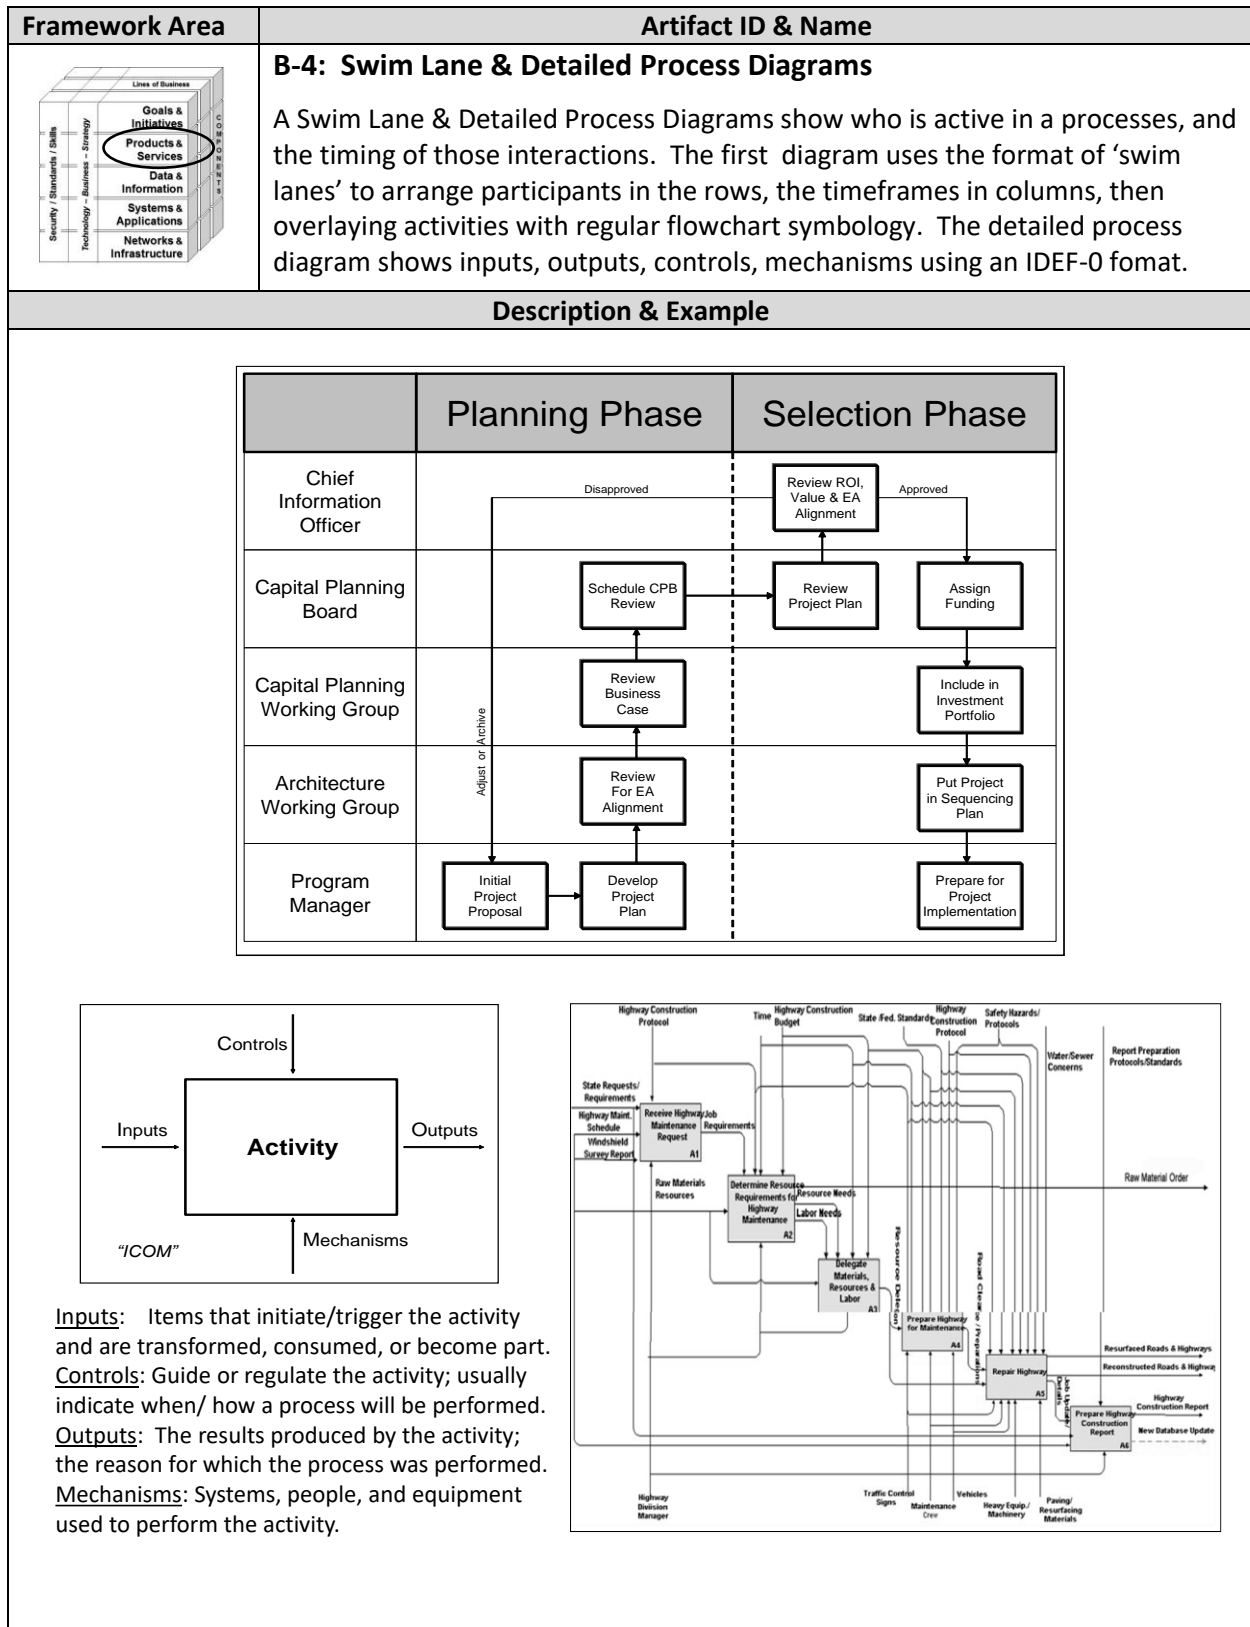 Framework Area
Artifact ID & Name
Lines of Business
Security / Standards / Skills
Technology – Business – Strategy
COMPONENTS
Goals &
Initiatives
Products &
Services
Data &
Information
Systems &
Applications
Networks &
Infrastructure
B-4: Swim Lane & Detailed Process Diagrams
A Swim Lane & Detailed Process Diagrams show who is active in a processes, and
the timing of those interactions. The first diagram uses the format of ‘swim
lanes’ to arrange participants in the rows, the timeframes in columns, then
overlaying activities with regular flowchart symbology. The detailed process
diagram shows inputs, outputs, controls, mechanisms using an IDEF-0 fomat.
Description & Example
Planning Phase
Selection Phase
Chief
Information
Officer
Disapproved
Review ROI,
Value & EA
Alignment
Approved
Capital Planning
Board
Schedule CPB
Review
Review
Project Plan
Assign
Funding
Capital Planning
Working Group
Review
Business
Case
Include in
Investment
Portfolio
Adjust or Archive
Architecture
Working Group
Review
For EA
Alignment
Put Project
in Sequencing
Plan
Program
Manager
Initial
Project
Proposal
Develop
Project
Plan
Prepare for
Project
Implementation
Controls
Inputs
Activity
Outputs
Mechanisms
“ICOM”
Inputs: Items that initiate/trigger the activity
and are transformed, consumed, or become part.
Controls: Guide or regulate the activity; usually
indicate when/ how a process will be performed.
Outputs: The results produced by the activity;
the reason for which the process was performed.
Mechanisms: Systems, people, and equipment
used to perform the activity.
Highway Construction
Protocol
Time
Highway Construction
Budget
State /Fed. Standards
Highway
Construction
Protocol
Safety Hazards/
Protocols
Water/Sewer
Concerns
Report Preparation
Protocols/Standards
State Requests/
Requirements
Highway Maint.
Schedule
Windshield
Survey Report
Receive Highway
Maintenance
Request
A1
Job
Requirements
Raw Materials
Resources
Determine Resource
Requirements for
Highway
Maintenance
A2
Resource Needs
Labor Needs
Raw Material Order
Delegate
Materials,
Resources &
Labor
A3
Resource Deletion
Prepare Highway
for Maintenance
A4
Road Closure / Preparations
Repair Highway
A5
Resurfaced Roads & Highways
Reconstructed Roads & Highway
Job Update/
Details
Prepare Highway
Construction
Report
A6
Highway
Construction Report
New Database Update
Highway
Division
Manager
Traffic Control
Signs
Maintenance
Crew
Vehicles
Heavy Equip./
Machinery
Paving/
Resurfacing
Materials